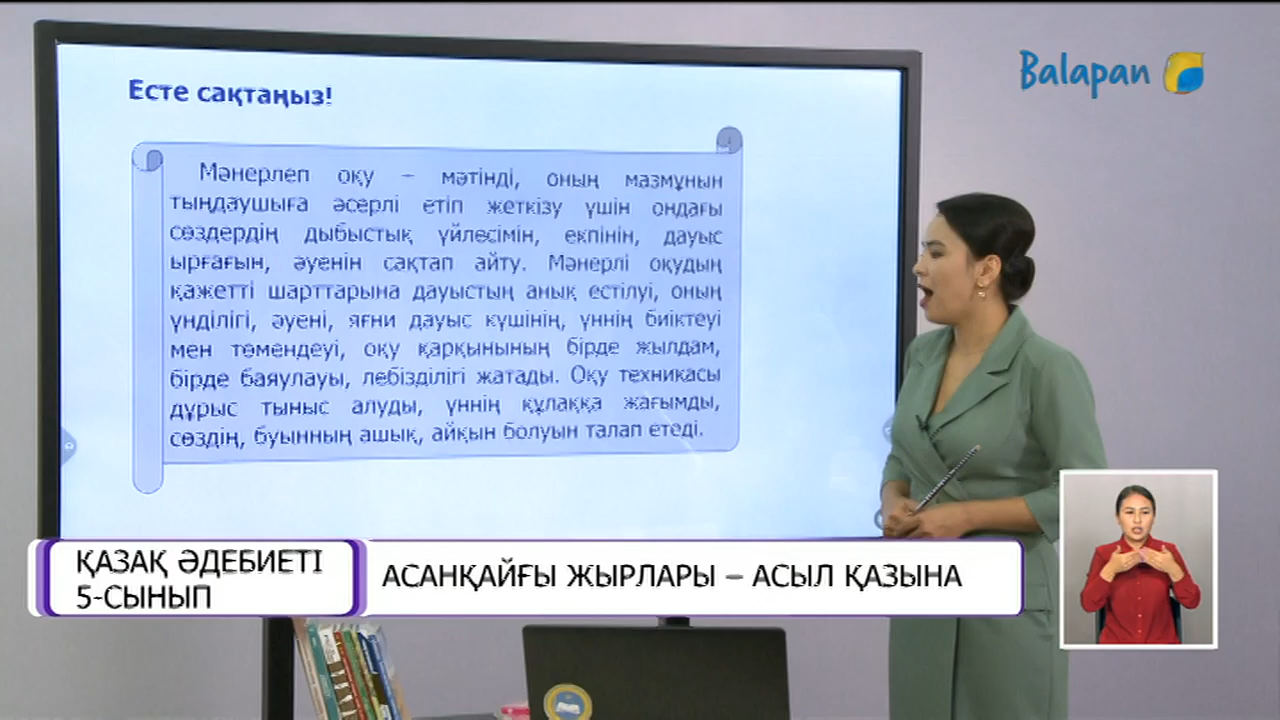 Balapan
Есте сақтаңыз!
Мәнерлеп оқу – мәтінді, оның мазмұнын
тыңдаушыға әсерлі етіп жеткізу үшін ондағы
сөздердің дыбыстық үйлесімін, екпінін, дауыс
ырғағын, әуенін сақтап айту. Мәнерлі оқудың
қажетті шарттарына дауыстың анық естілуі, оның
үнділігі, әуені, яғни дауыс күшінің, үннің биіктеуі
мен төмендеуі, оқу қарқынының бірде жылдам,
бірде баяулауы, лебізділігі жатады. Оқу техникасы
дұрыс тыныс алуды, үннің құлаққа жағымды,
сөздің, буынның ашық, айқын болуын талап етеді.
ҚАЗАҚ ӘДЕБИЕТІ
5-СЫНЫП
АСАНҚАЙҒЫ ЖЫРЛАРЫ – АСЫЛ ҚАЗЫНА